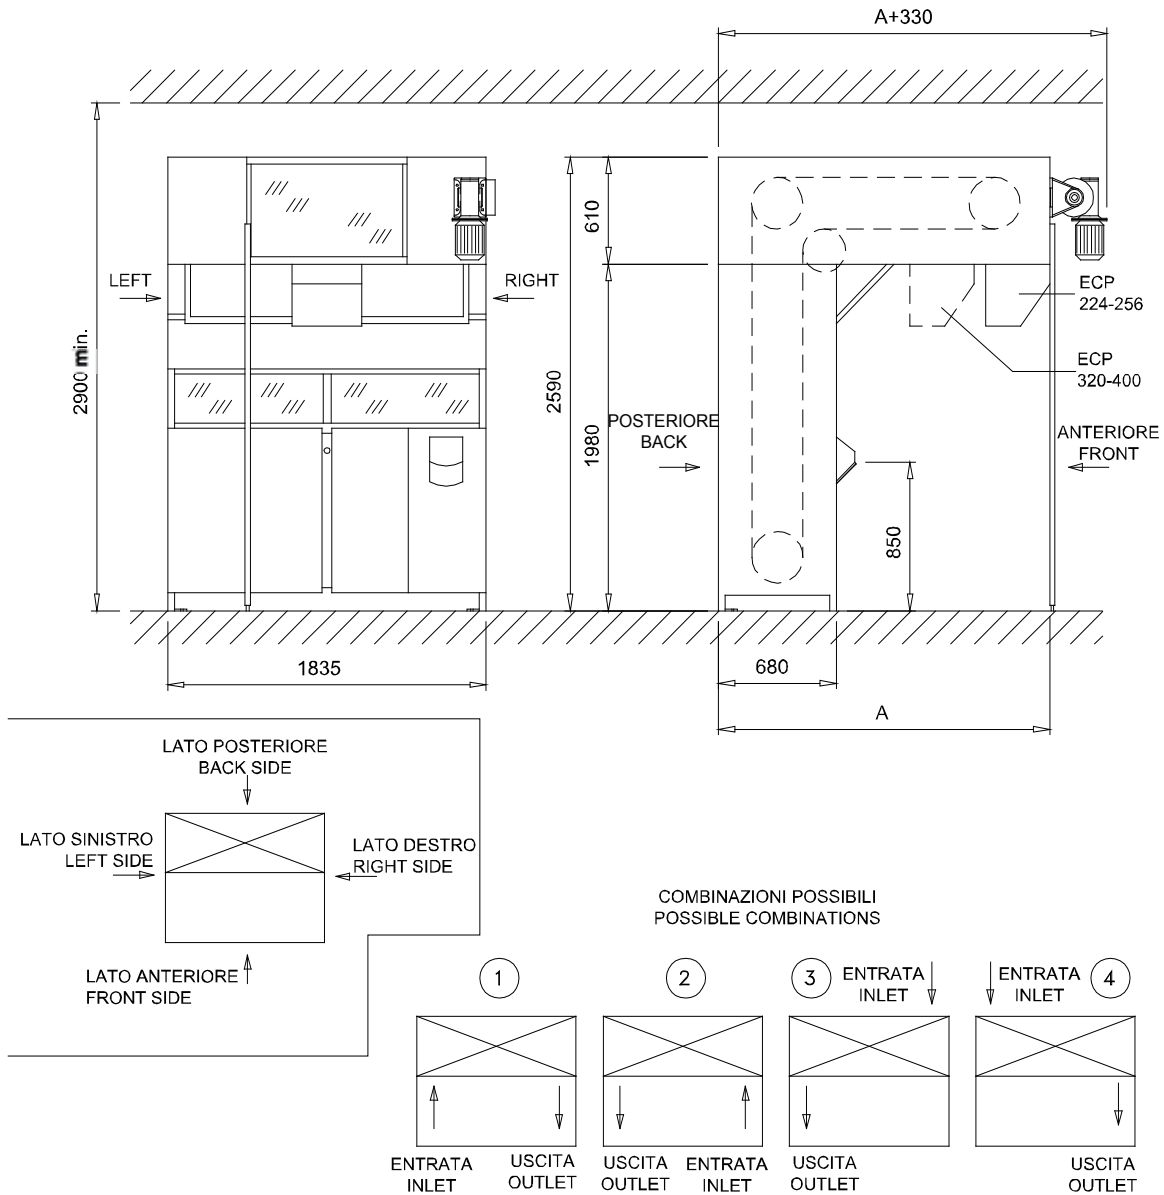 A+330
610
LEFT
RIGHT
ECP
224-256
2900 min.
2590
ECP
320-400
1980
POSTERIORE
BACK
ANTERIORE
FRONT
850
1835
680
A
LATO POSTERIORE
BACK SIDE
LATO SINISTRO
LEFT SIDE
LATO DESTRO
RIGHT SIDE
LATO ANTERIORE
FRONT SIDE
COMBINAZIONI POSSIBILI
POSSIBLE COMBINATIONS
1
ENTRATA
INLET
USCITA
OUTLET
2
USCITA
OUTLET
ENTRATA
INLET
3
ENTRATA
INLET
USCITA
OUTLET
ENTRATA
INLET
4
USCITA
OUTLET